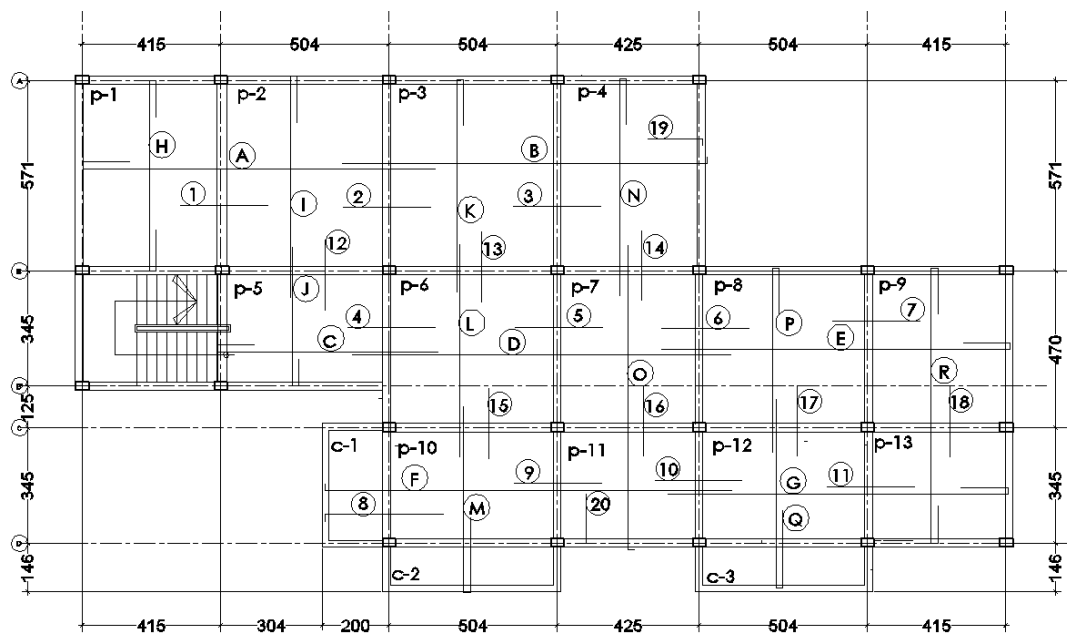 415 504 504 425 504 415
A
p-1 p-2 p-3 p-4
19
H A B
571 571
1 2 3 N
I K
12 13 14
B
p-5 p-6 p-7 p-8 p-9
J
4 L 5 6 P 7
345 C D E 470
O R
125 15 16 17 18
C
c-1 p-10 p-11 p-12 p-13
F 9 10 G 11
345 8 M 20 Q 345
D
146 c-2 c-3 146
415 304 200 504 425 504 415